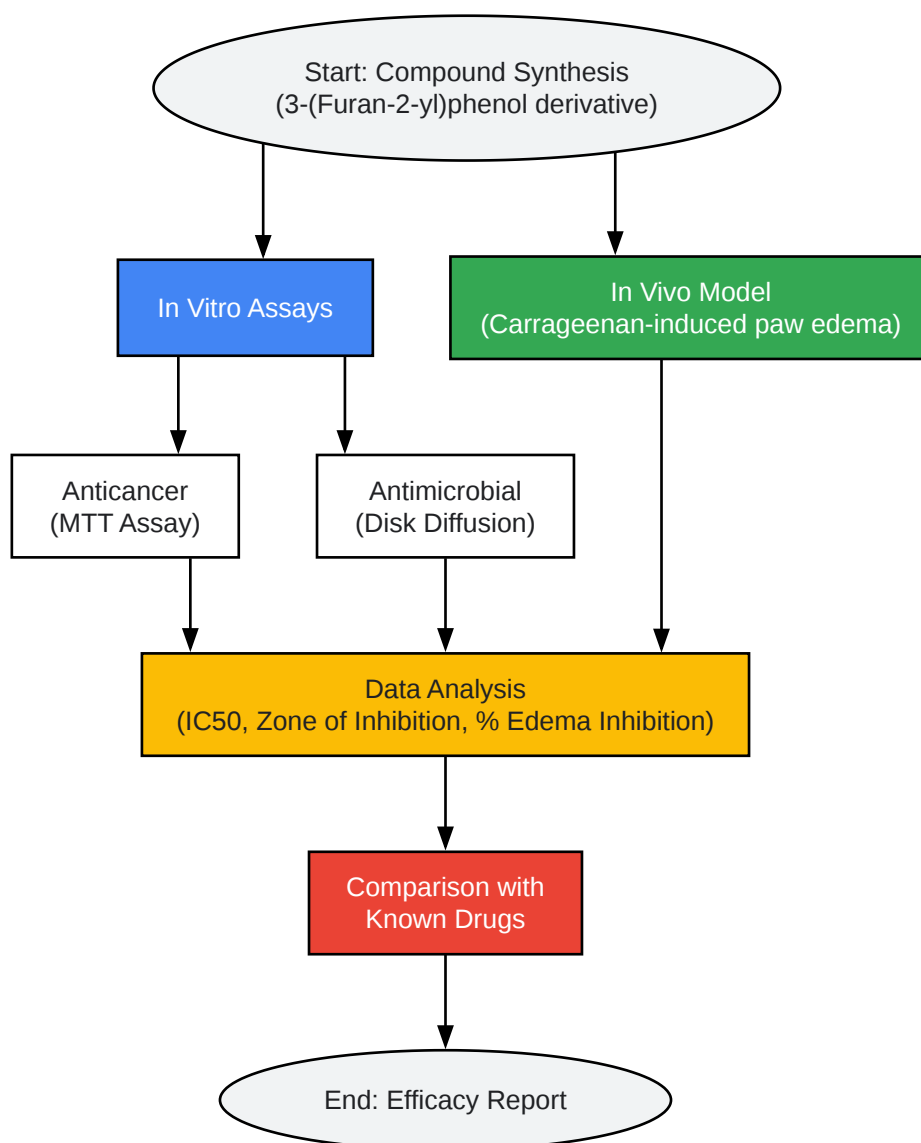 Start: Compound Synthesis
(3-(Furan-2-yl)phenol derivative)
In Vitro Assays
In Vivo Model
(Carrageenan-induced paw edema)
Anticancer
(MTT Assay)
Antimicrobial
(Disk Diffusion)
Data Analysis
(IC50, Zone of Inhibition, % Edema Inhibition)
Comparison with
Known Drugs
End: Efficacy Report